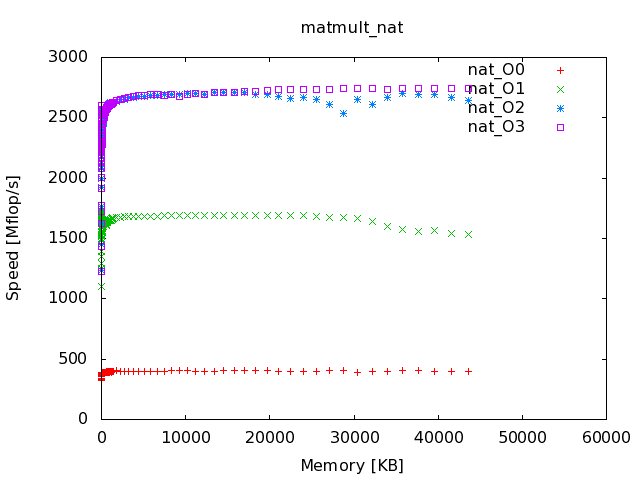 matmult_nat
Speed [Mflop/s]
3000
2500
2000
1500
1000
500
0
nat_O0
nat_O1
nat_O2
nat_O3
0 10000 20000 30000 40000 50000 60000
Memory [KB]